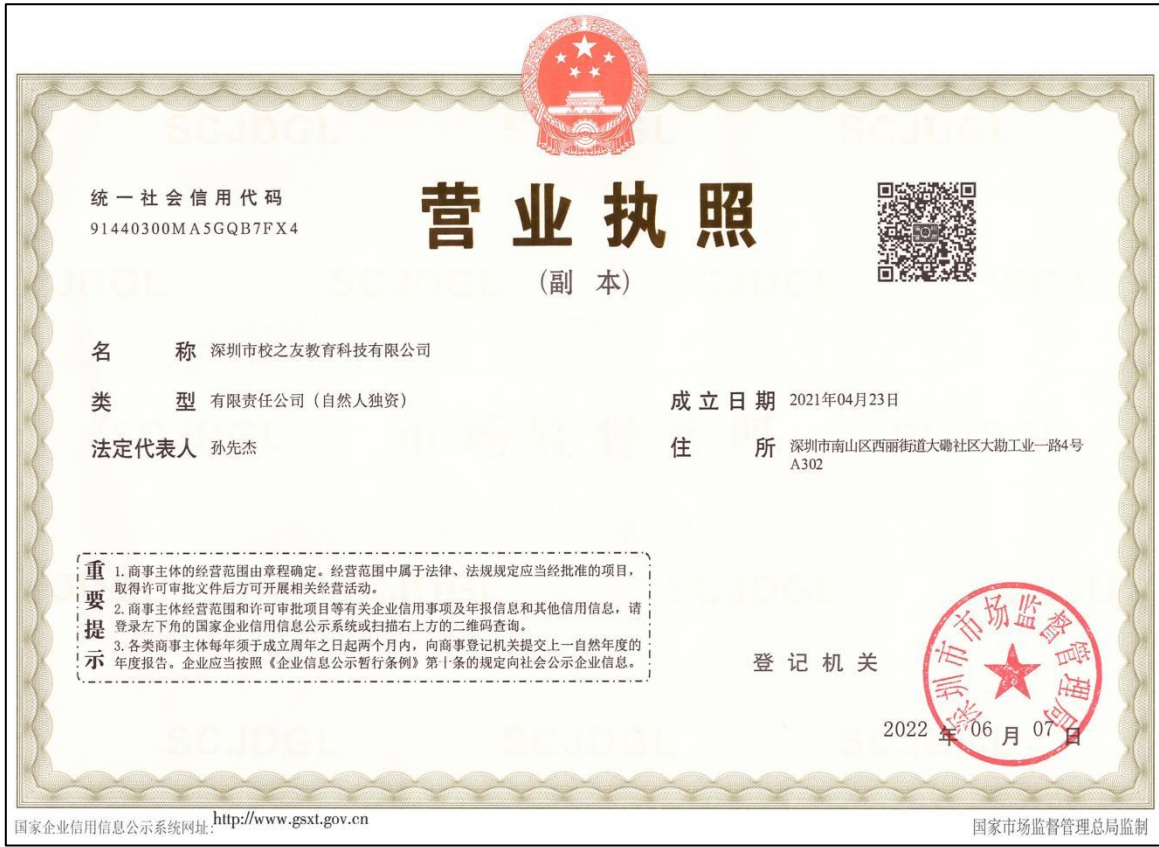 统一社会信用代码
91440300MA5GQB7FX4
营业执照
(副 本)
名 称 深圳市校之友教育科技有限公司
类 型 有限责任公司（自然人独资）
成立日期 2021年04月23日
法定代表人 孙先杰
住 所 深圳市南山区西丽街道大磡社区大勘工业一路4号
A302
重要提示
1.商事主体的经营范围由章程确定。经营范围中属于法律、法规规定应当经批准的项目，
取得许可审批文件后方可开展相关经营活动。
2.商事主体经营范围和许可审批项目等有关企业信用事项及年报信息和其他信用信息，请
登录左下角的国家企业信用信息公示系统或扫描右上方的二维码查询。
3.各类商事主体每年须于成立周年之日起两个月内，向商事登记机关提交上一自然年度的
年度报告。企业应当按照《企业信息公示暂行条例》第十条的规定向社会公示企业信息。
登记机关
深圳市市场监督管理局
2022 年 06 月 07 日
国家企业信用信息公示系统网址:http://www.gsxt.gov.cn
国家市场监督管理总局监制
SCJDGL